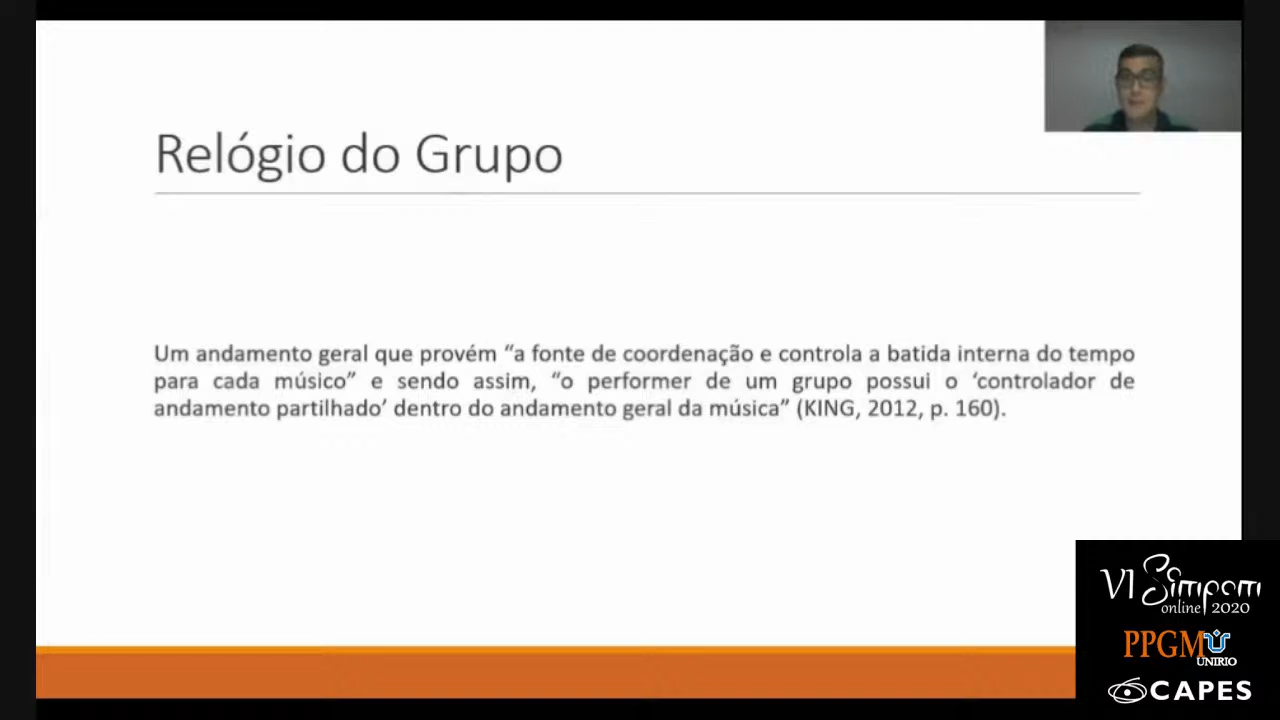 Relógio do Grupo
Um andamento geral que provém “a fonte de coordenação e controla a batida interna do tempo
para cada músico” e sendo assim, “o performer de um grupo possui o ‘controlador de
andamento partilhado’ dentro do andamento geral da música” (KING, 2012, p. 160).
VI Simpom
online 2020
PPGM
UNIRIO
CAPES